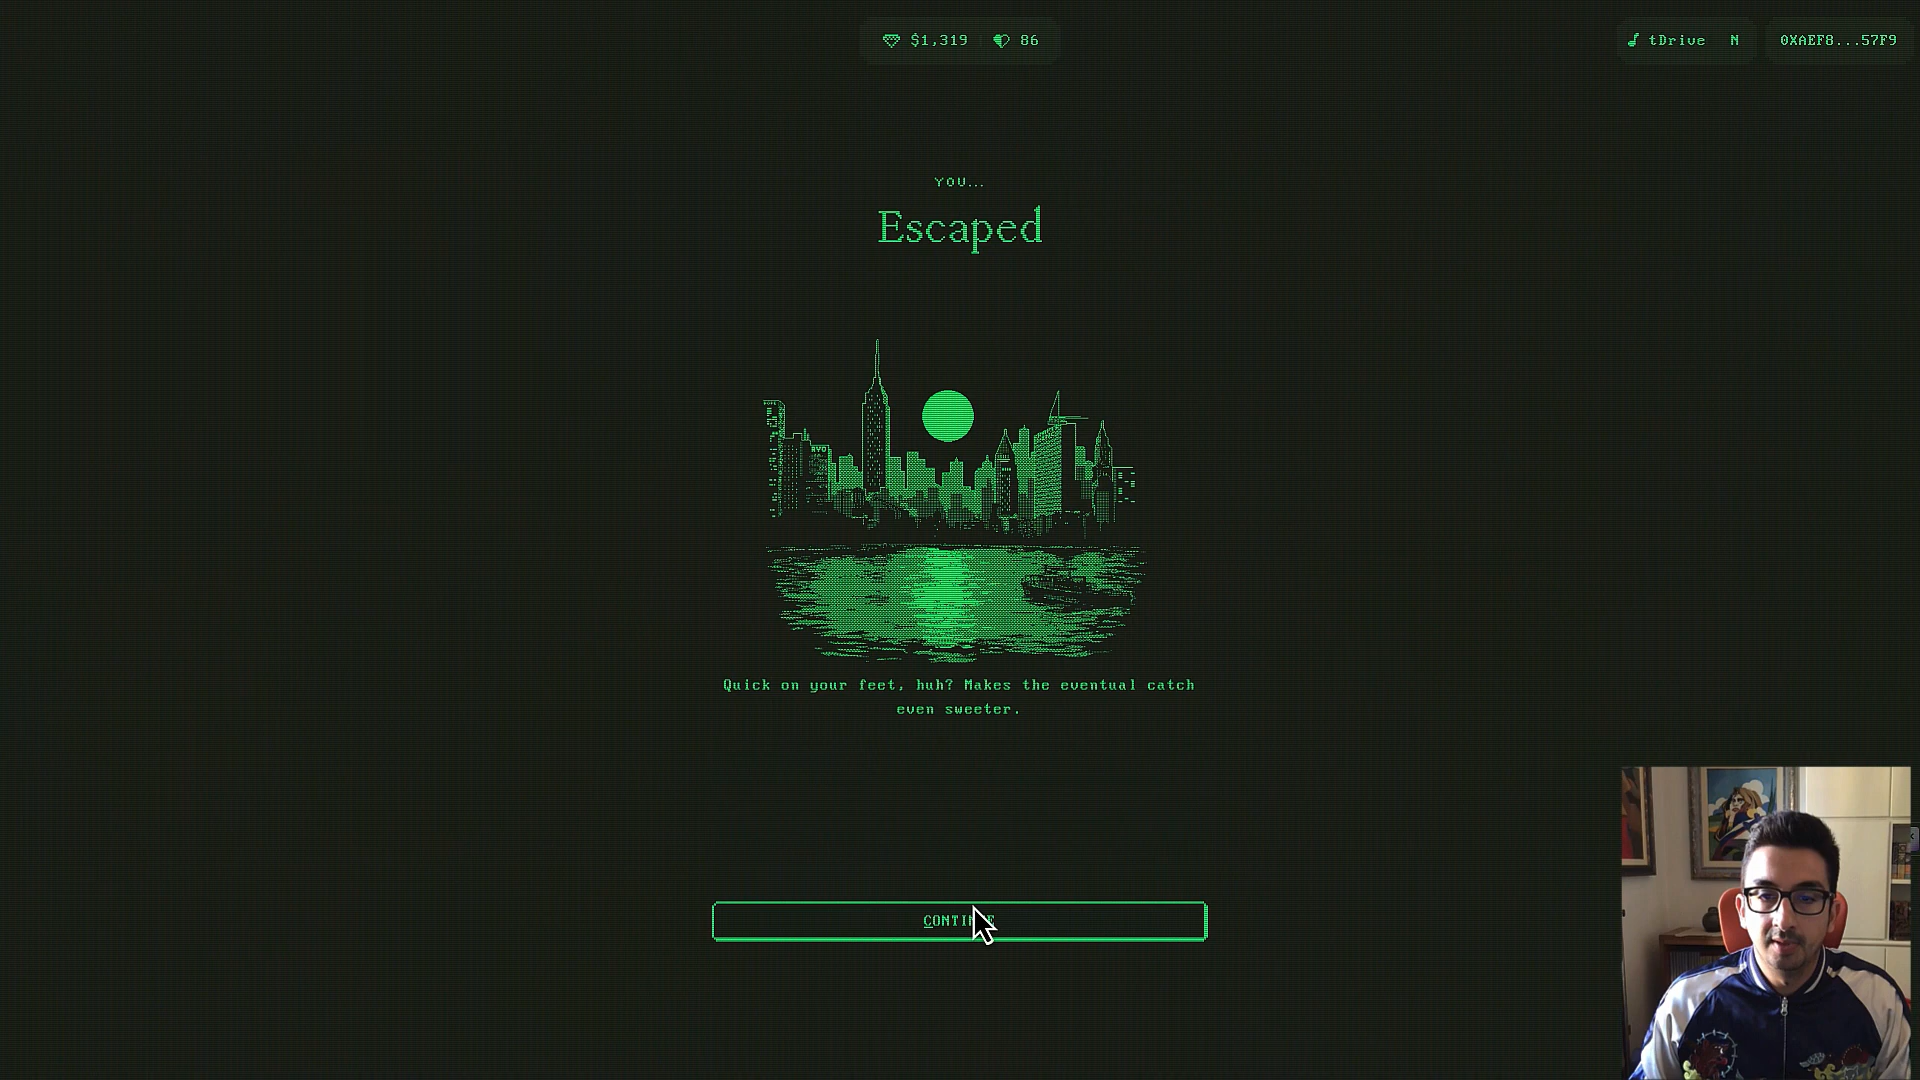 $1,319 86
tDrive N
0XAEF8...57F9
YOU...
Escaped
Quick on your feet, huh? Makes the eventual catch
even sweeter.